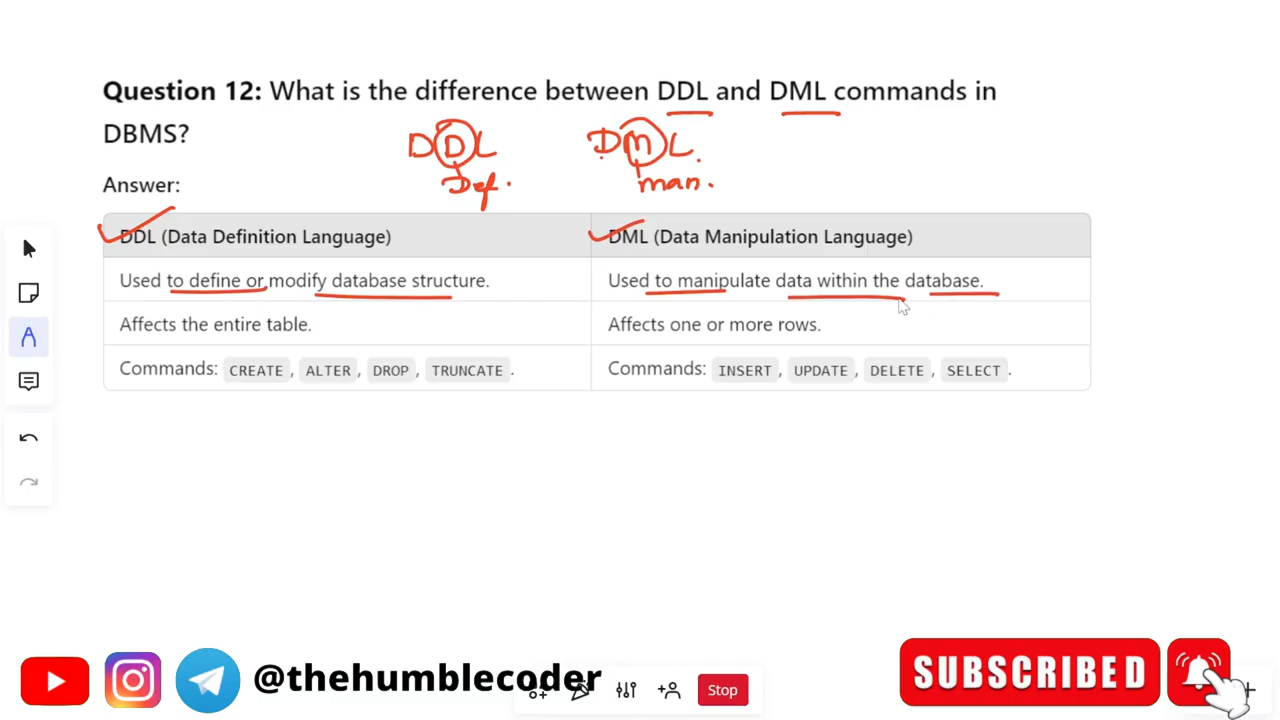 Question 12: What is the difference between DDL and DML commands in
DBMS?
DDL DML.
Def. man.
Answer:
DDL (Data Definition Language) DML (Data Manipulation Language)
Used to define or modify database structure. Used to manipulate data within the database.
Affects the entire table. Affects one or more rows.
Commands: CREATE, ALTER, DROP, TRUNCATE. Commands: INSERT, UPDATE, DELETE, SELECT.
@thehumblecoder
Stop
SUBSCRIBED